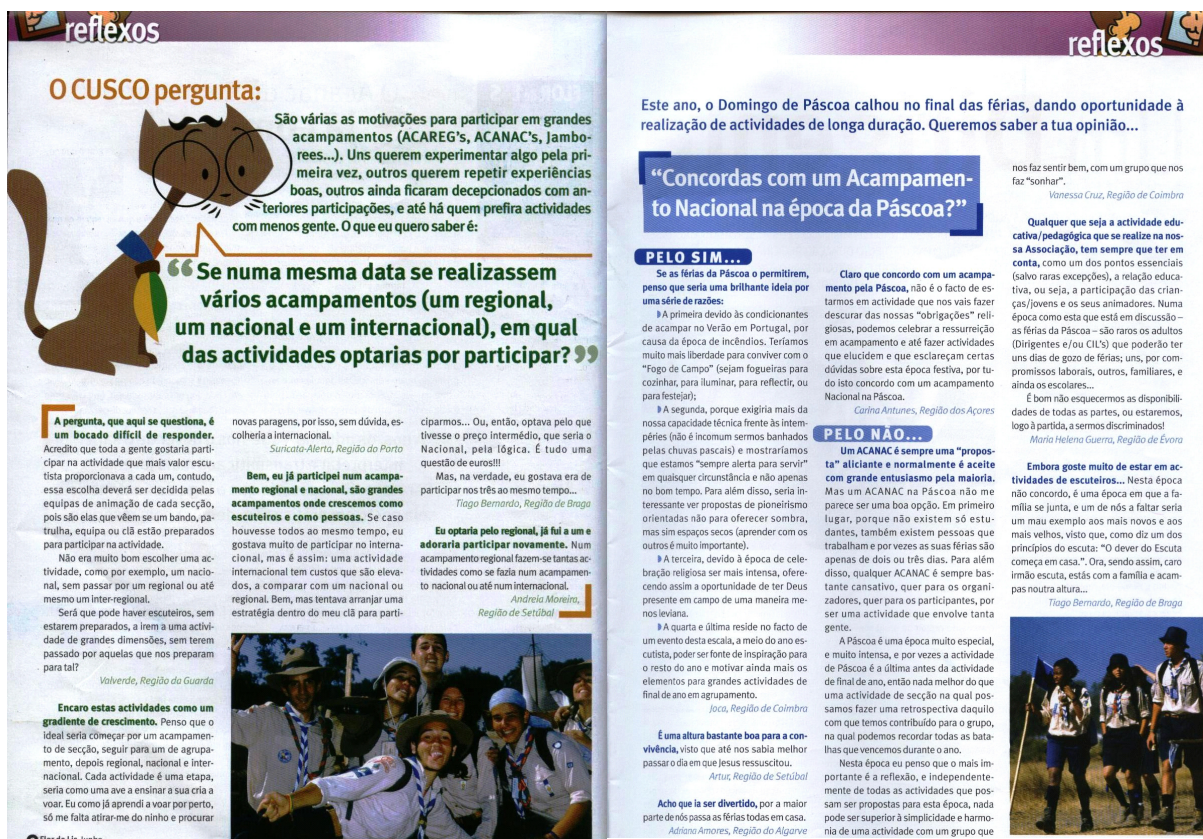 reflexos
O CUSCO pergunta:
São várias as motivações para participar em grandes
acampamentos (ACAREG's, ACANAC's, Jambo-
rees...). Uns querem experimentar algo pela pri-
meira vez, outros querem repetir experiências
boas, outros ainda ficaram decepcionados com an-
teriores participações, e até há quem prefira actividades
com menos gente. O que eu quero saber é:
“Se numa mesma data se realizassem
vários acampamentos (um regional,
um nacional e um internacional), em qual
das actividades optarias por participar?”
A pergunta, que aqui se questiona, é
um bocado difícil de responder.
Acredito que toda a gente gostaria parti-
cipar na actividade que mais valor escu-
tista proporcionava a cada um, contudo,
essa escolha deverá ser decidida pelas
equipas de animação de cada secção,
pois são elas que vêem se um bando, pa-
trulha, equipa ou clã estão preparados
para participar na actividade.
Não era muito bom escolher uma ac-
tividade, como por exemplo, um nacio-
nal, sem passar por um regional ou até
mesmo um inter-regional.
Será que pode haver escuteiros, sem
estarem preparados, a irem a uma activi-
dade de grandes dimensões, sem terem
passado por aquelas que nos preparam
para tal?
Valverde, Região da Guarda
Encaro estas actividades como um
gradiente de crescimento. Penso que o
ideal seria começar por um acampamen-
to de secção, seguir para um de agrupa-
mento, depois regional, nacional e inter-
nacional. Cada actividade é uma etapa,
seria como uma ave a ensinar a sua cria a
voar. Eu como já aprendi a voar por perto,
só me falta atirar-me do ninho e procurar
novas paragens, por isso, sem dúvida, es-
colheria a internacional.
Suricata-Alerta, Região do Porto
Bem, eu já participei num acampa-
mento regional e nacional, são grandes
acampamentos onde crescemos como
escuteiros e como pessoas. Se caso
houvesse todos ao mesmo tempo, eu
gostava muito de participar no interna-
cional, mas é assim: uma actividade
internacional tem custos que são eleva-
dos, a comparar com um nacional ou
regional. Bem, mas tentava arranjar uma
estratégia dentro do meu clã para parti-
ciparmos... Ou, então, optava pelo que
tivesse o preço intermédio, que seria o
Nacional, pela lógica. É tudo uma
questão de euros!!!
Mas, na verdade, eu gostava era de
participar nos três ao mesmo tempo...
Tiago Bernardo, Região de Braga
Eu optaria pelo regional, já fui a um e
adoraria participar novamente. Num
acampamento regional fazem-se tantas ac-
tividades como se fazia num acampamen-
to nacional ou até num internacional.
Andreia Moreira,
Região de Setúbal
Flor de Lis, Junho
reflexos
Este ano, o Domingo de Páscoa calhou no final das férias, dando oportunidade à
realização de actividades de longa duração. Queremos saber a tua opinião...
“Concordas com um Acampamen-
to Nacional na época da Páscoa?”
PELO SIM...
Se as férias da Páscoa o permitirem,
penso que seria uma brilhante ideia por
uma série de razões:
A primeira devido às condicionantes
de acampar no Verão em Portugal, por
causa da época de incêndios. Teríamos
muito mais liberdade para conviver com o
“Fogo de Campo” (sejam fogueiras para
cozinhar, para iluminar, para reflectir, ou
para festejar);
A segunda, porque exigiria mais da
nossa capacidade técnica frente às intem-
péries (não é incomum sermos banhados
pelas chuvas pascais) e mostraríamos
que estamos “sempre alerta para servir”
em quaisquer circunstância e não apenas
no bom tempo. Para além disso, seria in-
teressante ver propostas de pioneirismo
orientadas não para oferecer sombra,
mas sim espaços secos (aprender com os
outros é muito importante).
A terceira, devido à época de cele-
bração religiosa ser mais intensa, ofere-
cendo assim a oportunidade de ter Deus
presente em campo de uma maneira me-
nos leviana.
A quarta e última reside no facto de
um evento desta escala, a meio do ano es-
cutista, poder ser fonte de inspiração para
o resto do ano e motivar ainda mais os
elementos para grandes actividades de
final de ano em agrupamento.
Joca, Região de Coimbra
É uma altura bastante boa para a con-
vivência, visto que até nos sabia melhor
passar o dia em que Jesus ressuscitou.
Artur, Região de Setúbal
Acho que ia ser divertido, por a maior
parte de nós passa as férias todas em casa.
Adriano Amores, Região do Algarve
Claro que concordo com um acampa-
mento pela Páscoa, não é o facto de es-
tarmos em actividade que nos vais fazer
descurar das nossas “obrigações” reli-
giosas, podemos celebrar a ressurreição
em acampamento e até fazer actividades
que elucidem e que esclareçam certas
dúvidas sobre esta época festiva, por tu-
do isto concordo com um acampamento
Nacional na Páscoa.
Carina Antunes, Região dos Açores
PELO NÃO...
Um ACANAC é sempre uma “propos-
ta” aliciante e normalmente é aceite
com grande entusiasmo pela maioria.
Mas um ACANAC na Páscoa não me
parece ser uma boa opção. Em primeiro
lugar, porque não existem só estu-
dantes, também existem pessoas que
trabalham e por vezes as suas férias são
apenas de dois ou três dias. Para além
disso, qualquer ACANAC é sempre bas-
tante cansativo, quer para os organi-
zadores, quer para os participantes, por
ser uma actividade que envolve tanta
gente.
A Páscoa é uma época muito especial,
e muito intensa, e por vezes a actividade
de Páscoa é a última antes da actividade
de final de ano, então nada melhor do que
uma actividade de secção na qual pos-
samos fazer uma retrospectiva daquilo
com que temos contribuído para o grupo,
na qual podemos recordar todas as bata-
lhas que vencemos durante o ano.
Nesta época eu penso que o mais im-
portante é a reflexão, e independente-
mente de todas as actividades que pos-
sam ser propostas para esta época, nada
pode ser superior à simplicidade e harmo-
nia de uma actividade com um grupo que
nos faz sentir bem, com um grupo que nos
faz “sonhar”.
Vanessa Cruz, Região de Coimbra
Qualquer que seja a actividade edu-
cativa/pedagógica que se realize na nos-
sa Associação, tem sempre que ter em
conta, como um dos pontos essenciais
(salvo raras excepções), a relação educa-
tiva, ou seja, a participação das crian-
ças/jovens e os seus animadores. Numa
época como esta que está em discussão –
as férias da Páscoa – são raros os adultos
(Dirigentes e/ou CIL's) que poderão ter
uns dias de gozo de férias; uns, por com-
promissos laborais, outros, familiares, e
ainda os escolares...
É bom não esquecermos as disponibili-
dades de todas as partes, ou estaremos,
logo à partida, a sermos discriminados!
Maria Helena Guerra, Região de Évora
Embora goste muito de estar em ac-
tividades de escuteiros... Nesta época
não concordo, é uma época em que a fa-
mília se junta, e um de nós a faltar seria
um mau exemplo aos mais novos e aos
mais velhos, visto que, como diz um dos
princípios do escuta: “O dever do Escuta
começa em casa.”. Ora, sendo assim, caro
irmão escuta, estás com a família e acam-
pas noutra altura...
Tiago Bernardo, Região de Braga